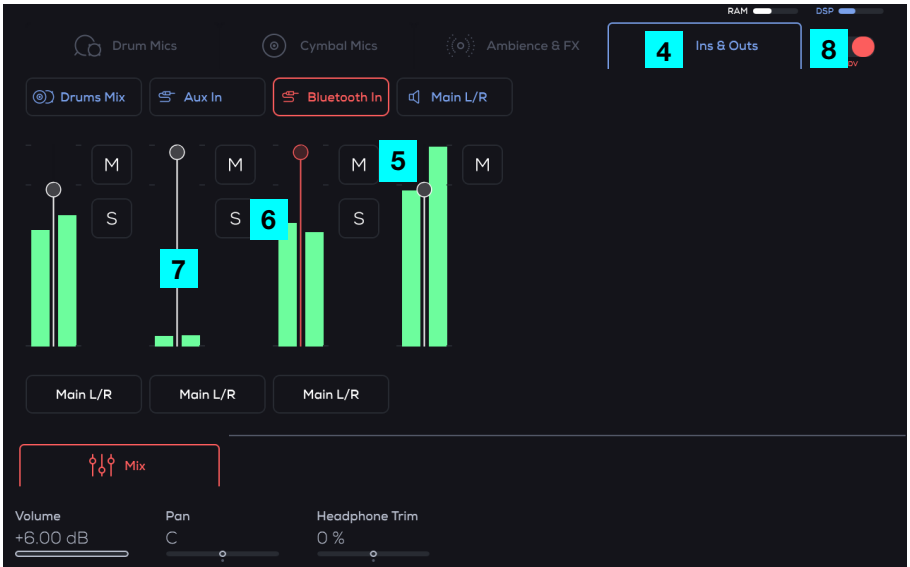 RAM DSP
Drum Mics Cymbal Mics Ambience & FX 4 Ins & Outs 8
Drums Mix Aux In Bluetooth In Main L/R
M M M 5 M
S S 6 S
7
Main L/R Main L/R Main L/R
Mix
Volume Pan Headphone Trim
+6.00 dB C 0 %